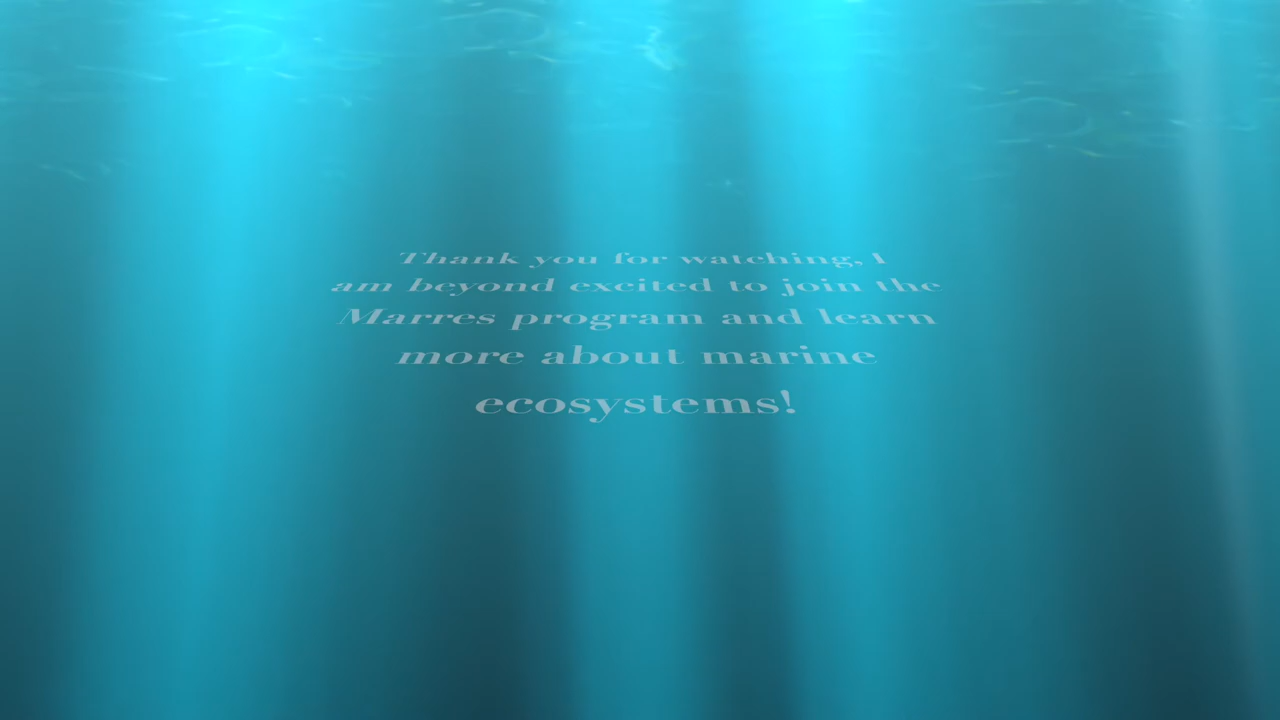 Thank you for watching, I
am beyond excited to join the
Marres program and learn
more about marine
ecosystems!